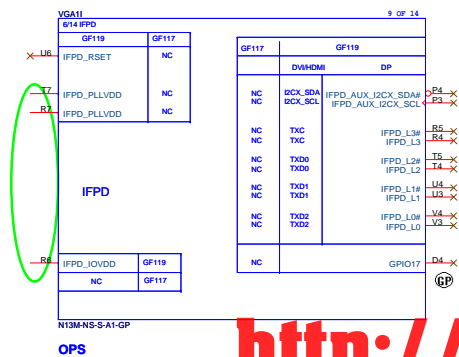 VGA1I 9 OF 14
6/14 IFPD
GF119 GF117
U6 IFPD_RSET NC
T7 IFPD_PLLVDD NC
R7 IFPD_PLLVDD NC
IFPD
R6 IFPD_IOVDD GF119
NC GF117
GF117 GF119
DVI/HDMI DP
NC I2CX_SDA IFPD_AUX_I2CX_SDA# P4
NC I2CX_SCL IFPD_AUX_I2CX_SCL P3
NC TXC IFPD_L3# R5
NC TXC IFPD_L3 R4
NC TXD0 IFPD_L2# T5
NC TXD0 IFPD_L2 T4
NC TXD1 IFPD_L1# U4
NC TXD1 IFPD_L1 U3
NC TXD2 IFPD_L0# V4
NC TXD2 IFPD_L0 V3
NC GPIO17 D4
GP
N13M-NS-S-A1-GP
OPS
http://